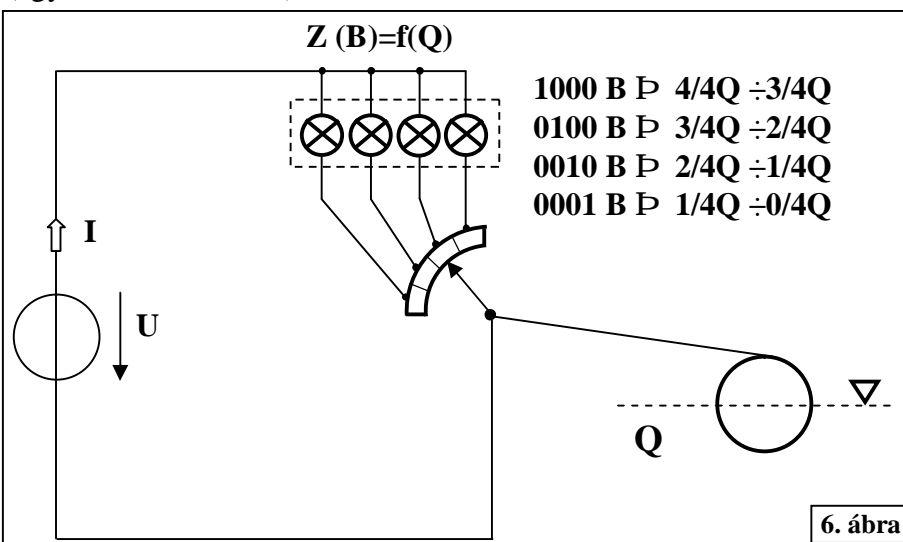 Z (B)=f(Q)
1000 B Þ 4/4Q ÷3/4Q
0100 B Þ 3/4Q ÷2/4Q
0010 B Þ 2/4Q ÷1/4Q
0001 B Þ 1/4Q ÷0/4Q
I
U
Q
6. ábra